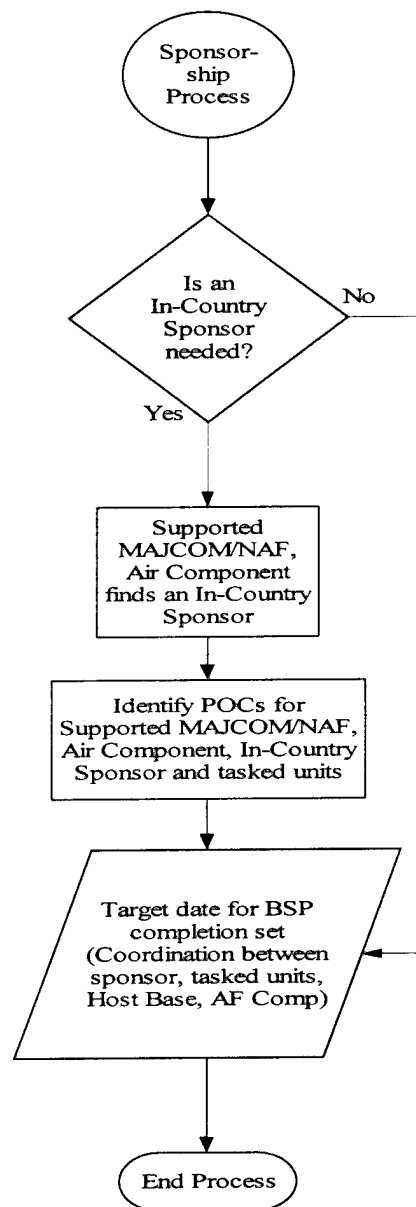 Sponsor-
ship
Process
Is an
In-Country
Sponsor
needed?
No
Yes
Supported
MAJCOM/NAF,
Air Component
finds an In-Country
Sponsor
Identify POCs for
Supported MAJCOM/NAF,
Air Component, In-Country
Sponsor and tasked units
Target date for BSP
completion set
(Coordination between
sponsor, tasked units,
Host Base, AF Comp)
End Process